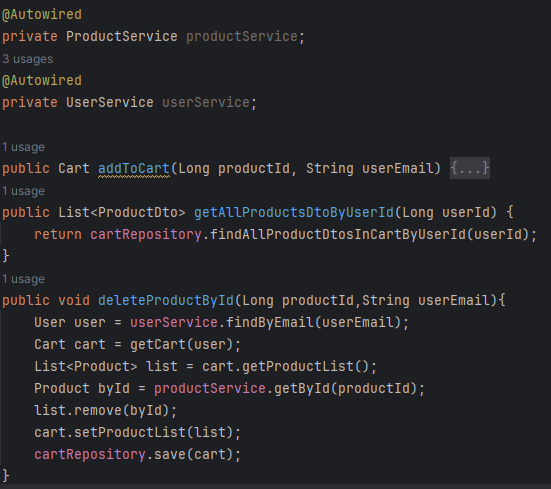 @Autowired
private ProductService productService;
3 usages
@Autowired
private UserService userService;
1 usage
public Cart addToCart(Long productId, String userEmail) {...}
1 usage
public List<ProductDto> getAllProductsDtoByUserId(Long userId) {
    return cartRepository.findAllProductDtosInCartByUserId(userId);
}
1 usage
public void deleteProductById(Long productId,String userEmail){
    User user = userService.findByEmail(userEmail);
    Cart cart = getCart(user);
    List<Product> list = cart.getProductList();
    Product byId = productService.getById(productId);
    list.remove(byId);
    cart.setProductList(list);
    cartRepository.save(cart);
}